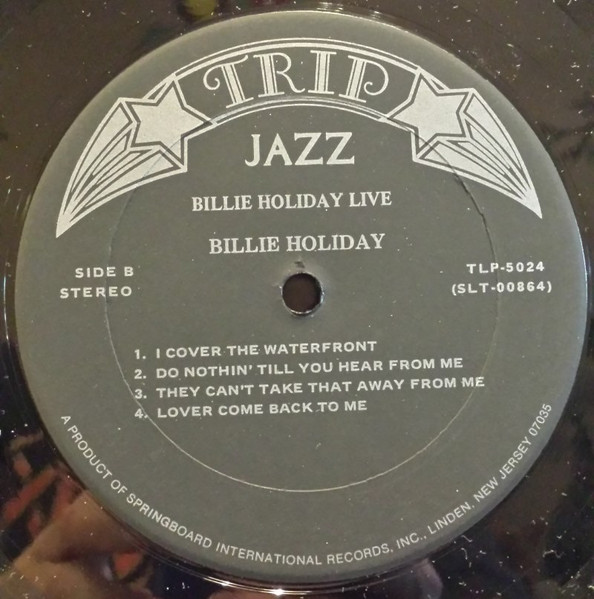 TRIP
JAZZ
BILLIE HOLIDAY LIVE
BILLIE HOLIDAY
SIDE B
STEREO
TLP-5024
(SLT-00864)
1. I COVER THE WATERFRONT
2. DO NOTHIN' TILL YOU HEAR FROM ME
3. THEY CAN'T TAKE THAT AWAY FROM ME
4. LOVER COME BACK TO ME
A PRODUCT OF SPRINGBOARD INTERNATIONAL RECORDS, INC., LINDEN, NEW JERSEY 07035